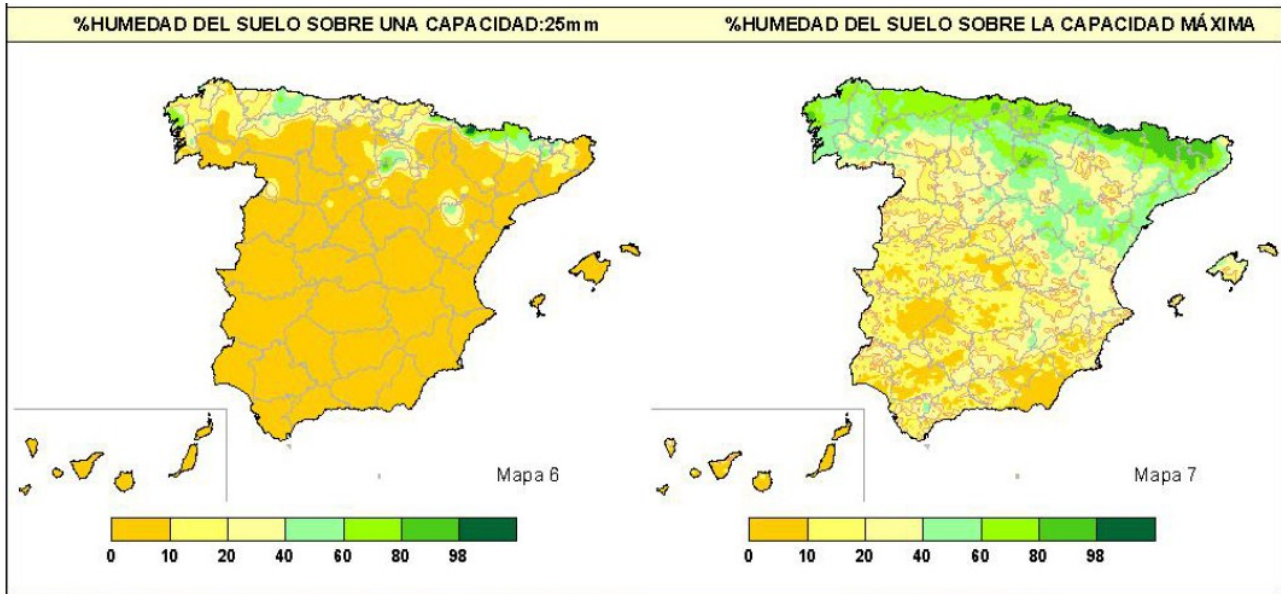 %HUMEDAD DEL SUELO SOBRE UNA CAPACIDAD:25mm
%HUMEDAD DEL SUELO SOBRE LA CAPACIDAD MÁXIMA
Mapa 6
Mapa 7
0 10 20 40 60 80 98
0 10 20 40 60 80 98